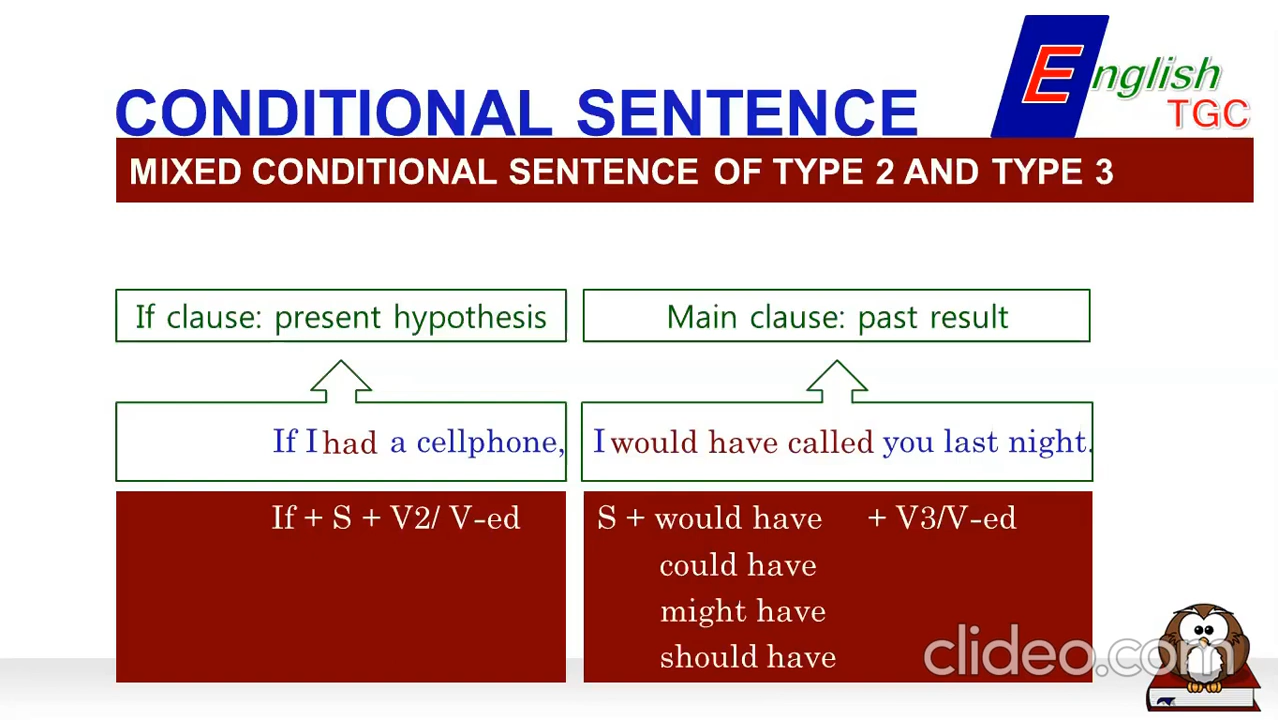 English
TGC
CONDITIONAL SENTENCE
MIXED CONDITIONAL SENTENCE OF TYPE 2 AND TYPE 3
If clause: present hypothesis
Main clause: past result
If I had a cellphone,
I would have called you last night.
If + S + V2/ V-ed
S + would have + V3/V-ed
could have
might have
should have
clideo.com